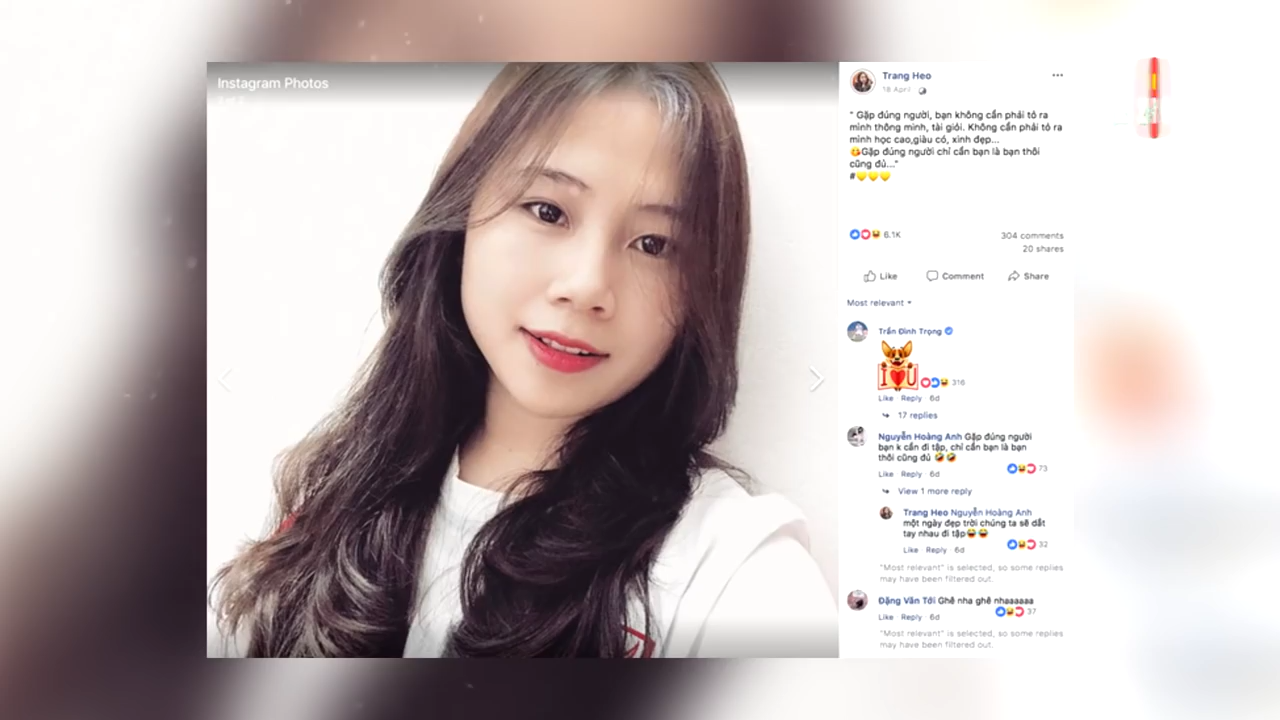 Instagram Photos
Trang Heo
18 April
" Gặp đúng người, bạn không cần phải tỏ ra
mình thông minh, tài giỏi. Không cần phải tỏ ra
mình học cao,giàu có, xinh đẹp...
😋Gặp đúng người chỉ cần bạn là bạn thôi
cũng đủ..."
#💛💛💛
6.1K
304 comments
20 shares
Like Comment Share
Most relevant
Trần Đình Trọng
I ❤ U
316
Like Reply 6d
17 replies
Nguyễn Hoàng Anh Gặp đúng người
bạn k cần đi tập, chỉ cần bạn là bạn
thôi cũng đủ 🤣🤣
73
Like Reply 6d
View 1 more reply
Trang Heo Nguyễn Hoàng Anh
một ngày đẹp trời chúng ta sẽ dắt
tay nhau đi tập😂😂
32
Like Reply 6d
"Most relevant" is selected, so some replies
may have been filtered out.
Đặng Văn Tới Ghê nha ghê nhaaaaaa
37
Like Reply 6d
"Most relevant" is selected, so some replies
may have been filtered out.